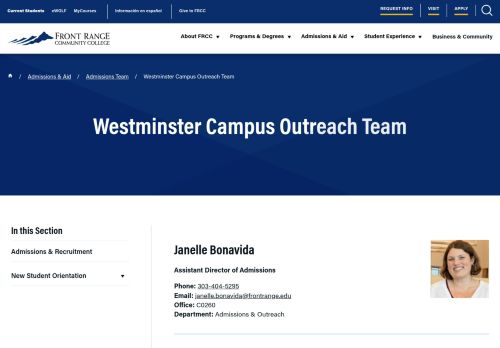 Current Students eWOLF MyCourses Información en español Give to FRCC REQUEST INFO VISIT APPLY
FRONT RANGE
COMMUNITY COLLEGE
About FRCC Programs & Degrees Admissions & Aid Student Experience Business & Community
/ Admissions & Aid / Admissions Team / Westminster Campus Outreach Team
Westminster Campus Outreach Team
In this Section
Admissions & Recruitment
New Student Orientation
Janelle Bonavida
Assistant Director of Admissions
Phone: 303-404-5295
Email: janelle.bonavida@frontrange.edu
Office: C0260
Department: Admissions & Outreach